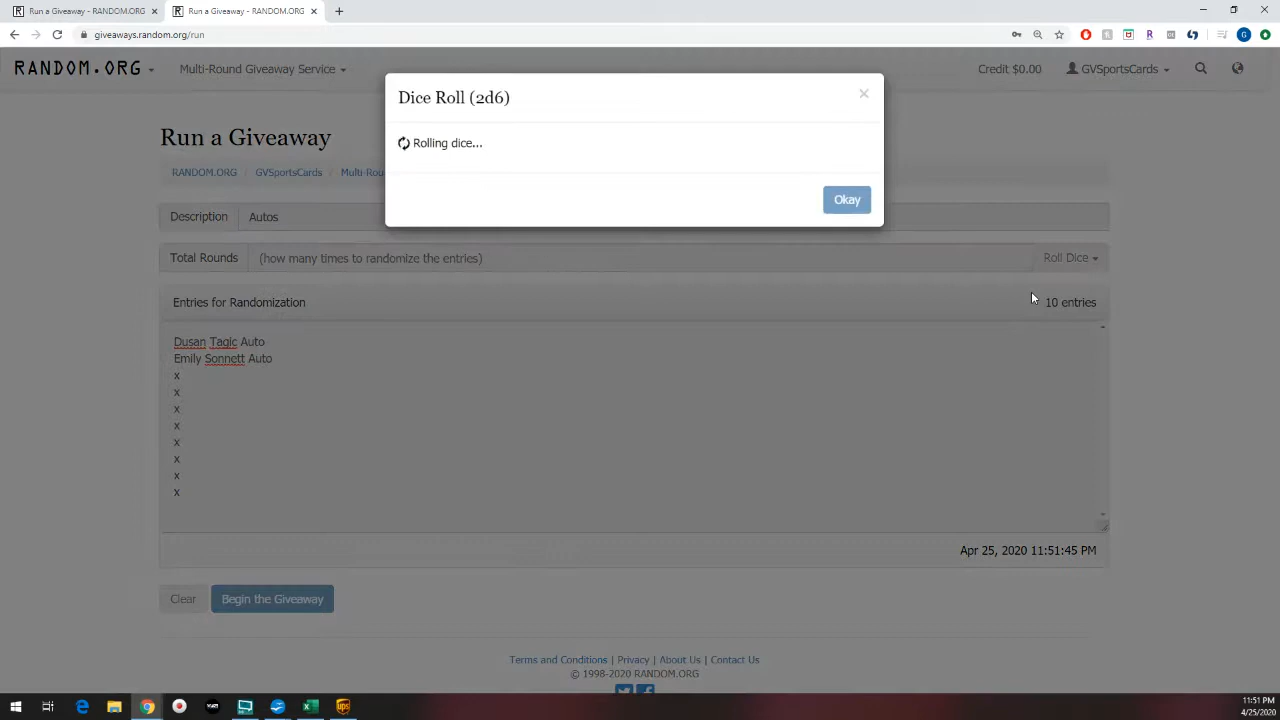 Run a Giveaway - RANDOM.ORG
Run a Giveaway - RANDOM.ORG
giveaways.random.org/run
RANDOM.ORG
Multi-Round Giveaway Service
Credit $0.00
GVSportsCards
Dice Roll (2d6)
Rolling dice...
Okay
Run a Giveaway
RANDOM.ORG / GVSportsCards / Multi-Rou
Description
Autos
Total Rounds
(how many times to randomize the entries)
Roll Dice
Entries for Randomization
10 entries
Dusan Tagic Auto
Emily Sonnett Auto
x
x
x
x
x
x
x
x
Apr 25, 2020 11:51:45 PM
Clear
Begin the Giveaway
Terms and Conditions | Privacy | About Us | Contact Us
© 1998-2020 RANDOM.ORG
11:51 PM
4/25/2020